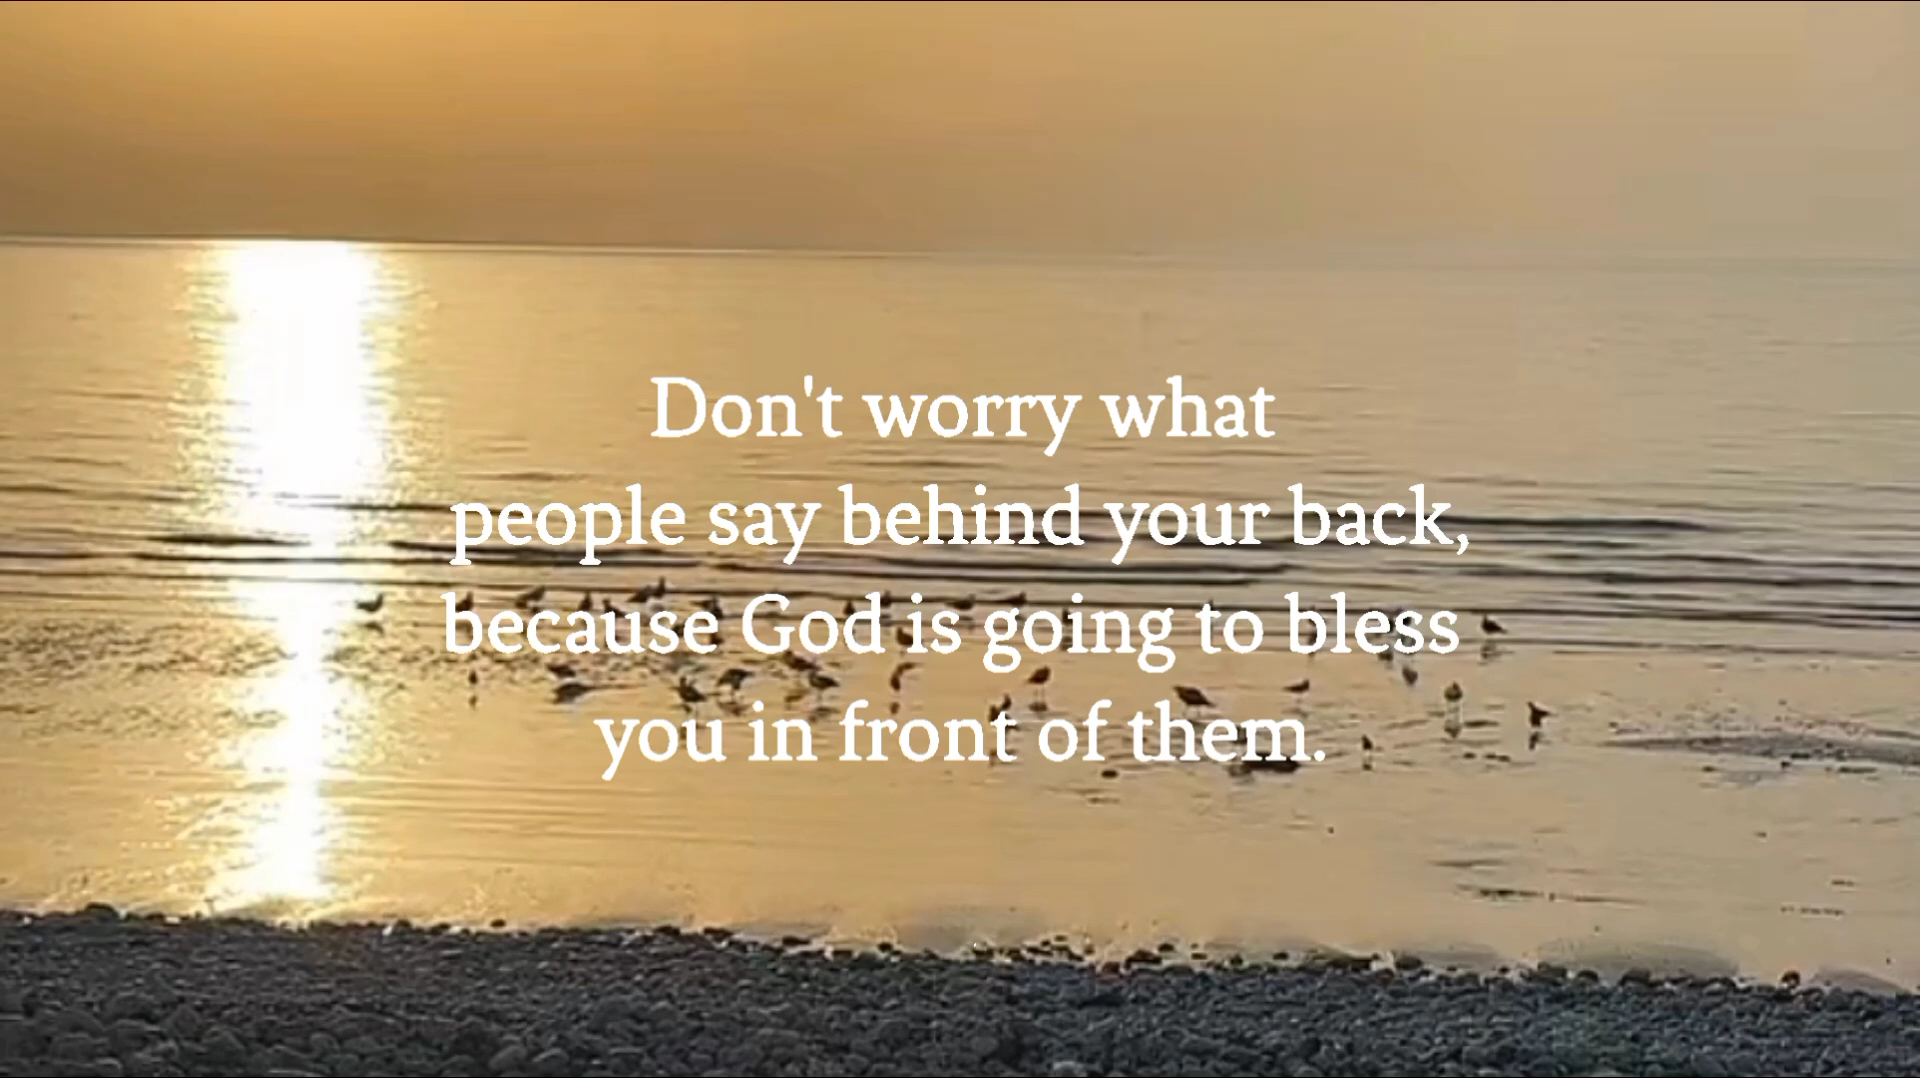 Don't worry what
people say behind your back,
because God is going to bless
you in front of them.